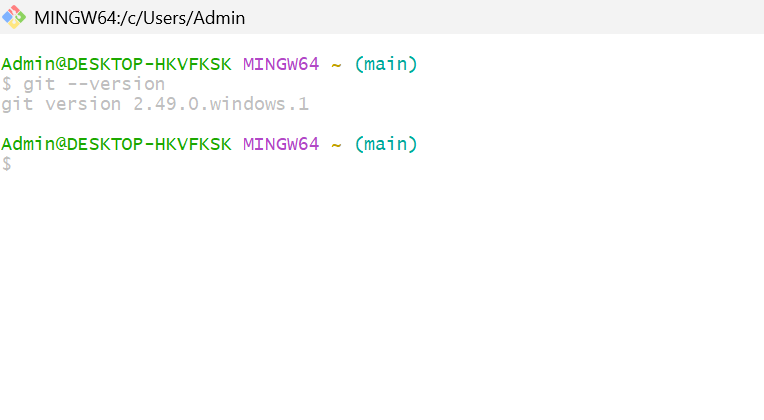 MINGW64:/c/Users/Admin
Admin@DESKTOP-HKVFKSK MINGW64 ~ (main)
$ git --version
git version 2.49.0.windows.1
Admin@DESKTOP-HKVFKSK MINGW64 ~ (main)
$